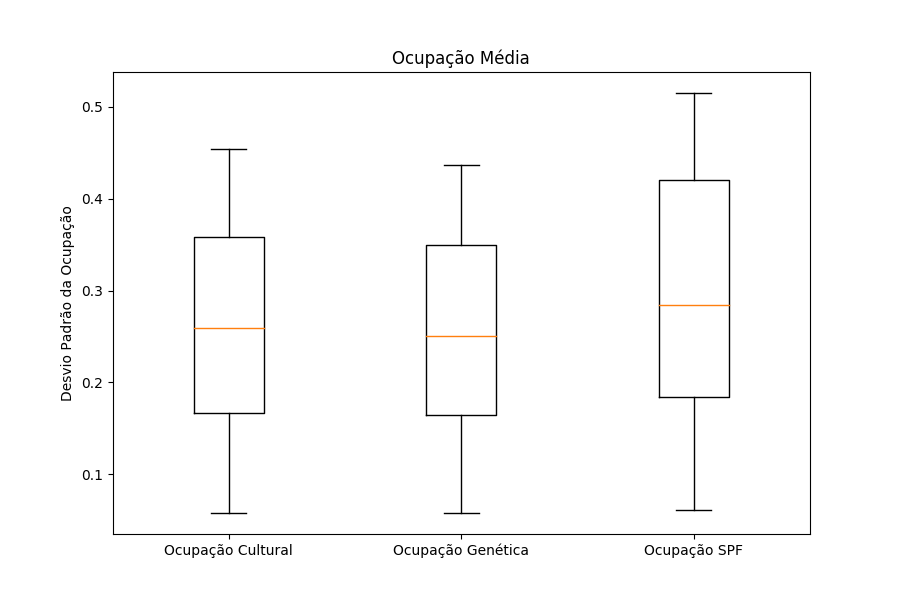 Ocupação Média
Desvio Padrão da Ocupação
0.5
0.4
0.3
0.2
0.1
Ocupação Cultural
Ocupação Genética
Ocupação SPF